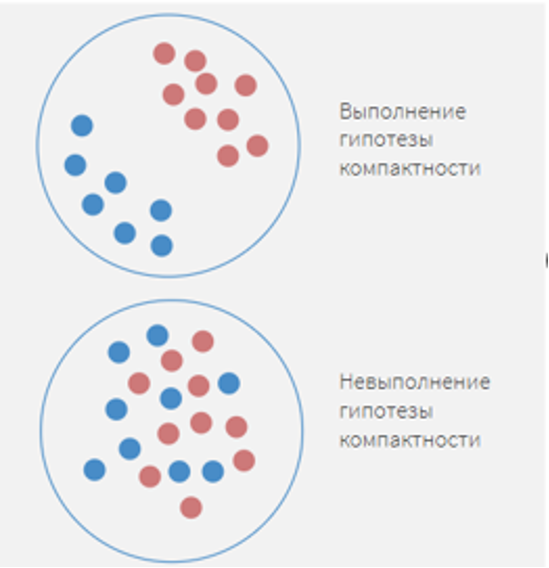 Выполнение
гипотезы
компактности
Невыполнение
гипотезы
компактности